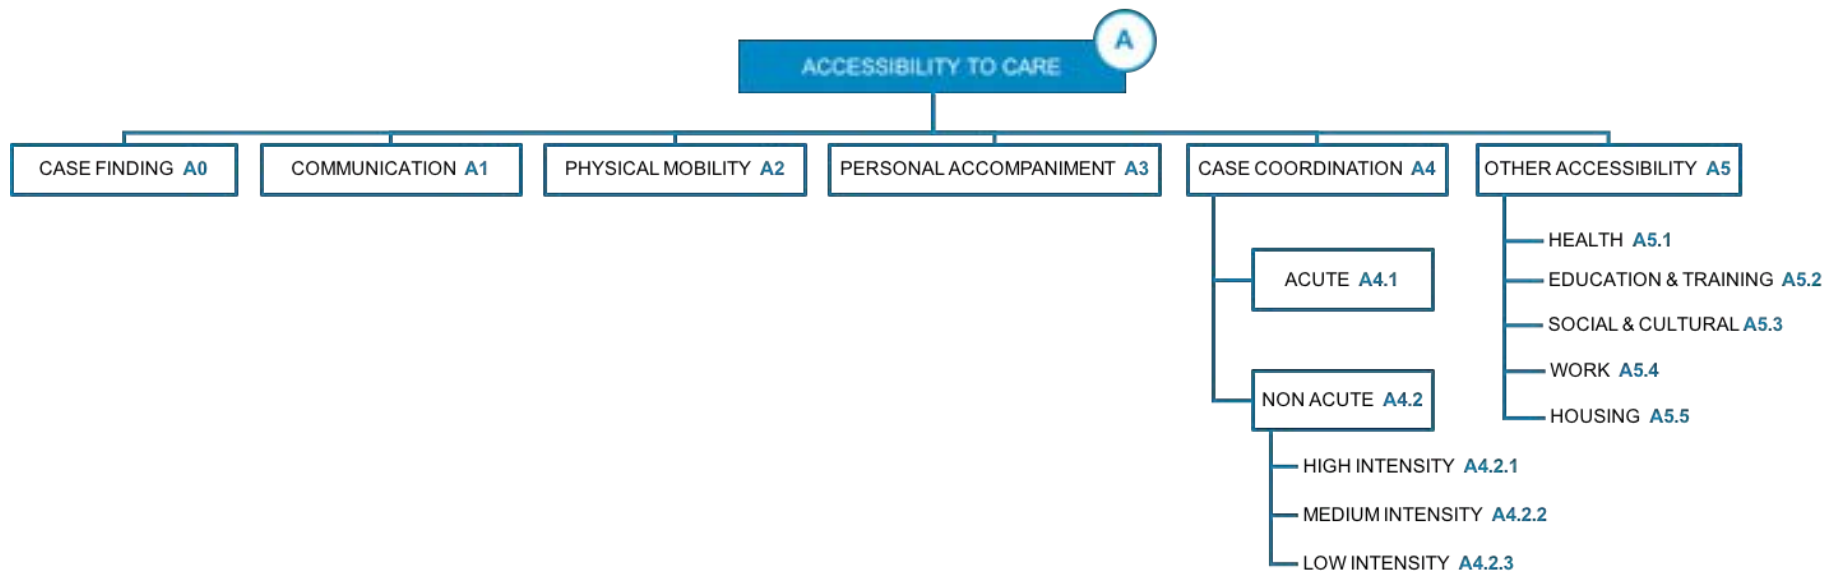 A
ACCESSIBILITY TO CARE
CASE FINDING A0
COMMUNICATION A1
PHYSICAL MOBILITY A2
PERSONAL ACCOMPANIMENT A3
CASE COORDINATION A4
OTHER ACCESSIBILITY A5
ACUTE A4.1
NON ACUTE A4.2
HIGH INTENSITY A4.2.1
MEDIUM INTENSITY A4.2.2
LOW INTENSITY A4.2.3
HEALTH A5.1
EDUCATION & TRAINING A5.2
SOCIAL & CULTURAL A5.3
WORK A5.4
HOUSING A5.5